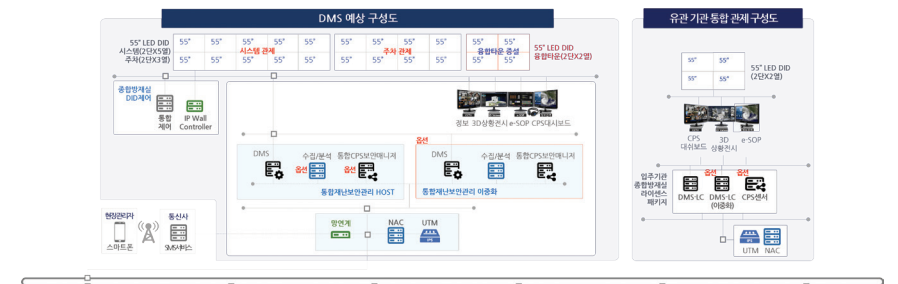 DMS 예상 구성도
유관 기관 통합 관제 구성도
55" LED DID
시스템(2단X5열)
주차(2단X3열)
55" 55" 55" 55" 55"
시스템 관제
55" 55" 55" 55" 55"
55" 55" 55" 55"
주차 관제
55" 55" 55" 55"
55" 55"
융합타운 증설
55" 55"
55" LED DID
융합타운(2단X2열)
종합방재실
DID제어
통합
제어
IP Wall
Controller
정보 3D상황전시 e-SOP CPS대시보드
DMS
수집/분석
통합CPS보안매니저
옵션
옵션
통합재난보안관리 HOST
옵션
DMS
수집/분석
통합CPS보안매니저
통합재난보안관리 이중화
현장관리자
스마트폰
통신사
SMS서비스
망연계
NAC
UTM
IPS
55" 55"
55" 55"
55" LED DID
(2단X2열)
CPS
대쉬보드
3D
상황전시
e-SOP
입주기관
종합방재실
라이센스
패키지
옵션
옵션
DMS-LC
DMS-LC
(이중화)
CPS센서
IPS
UTM NAC